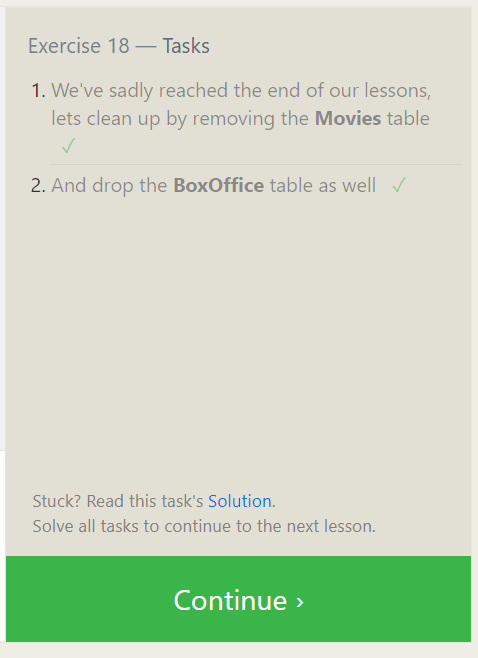 Exercise 18 — Tasks
1. We've sadly reached the end of our lessons,
lets clean up by removing the Movies table
✓
2. And drop the BoxOffice table as well ✓
Stuck? Read this task's Solution.
Solve all tasks to continue to the next lesson.
Continue ›